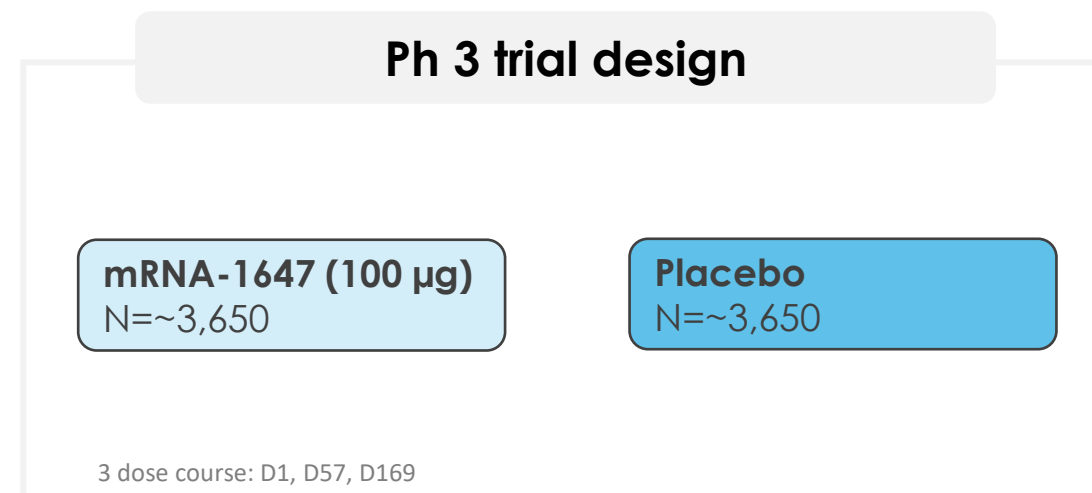 Ph 3 trial design
mRNA-1647 (100 µg)
N=~3,650
Placebo
N=~3,650
3 dose course: D1, D57, D169